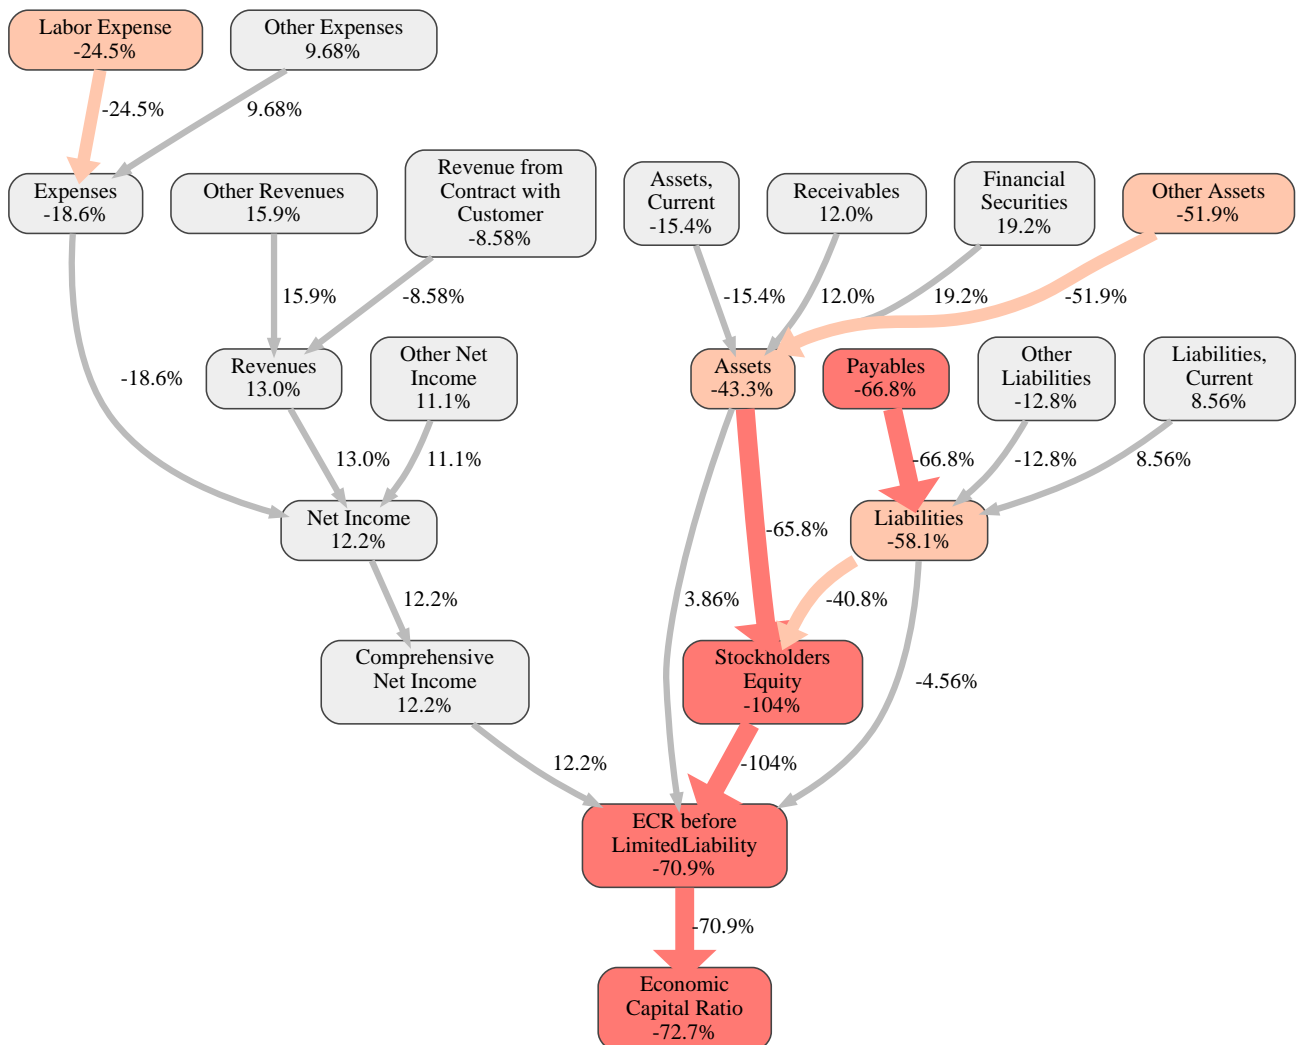 Labor Expense
-24.5%
Other Expenses
9.68%
-24.5%
9.68%
Expenses
-18.6%
Other Revenues
15.9%
Revenue from
Contract with
Customer
-8.58%
Assets,
Current
-15.4%
Receivables
12.0%
Financial
Securities
19.2%
Other Assets
-51.9%
15.9%
-8.58%
-15.4%
12.0%
19.2%
-51.9%
-18.6%
Revenues
13.0%
Other Net
Income
11.1%
Assets
-43.3%
Payables
-66.8%
Other
Liabilities
-12.8%
Liabilities,
Current
8.56%
13.0%
11.1%
-66.8%
-12.8%
8.56%
Net Income
12.2%
-65.8%
Liabilities
-58.1%
12.2%
3.86%
-40.8%
Comprehensive
Net Income
12.2%
Stockholders
Equity
-104%
-4.56%
12.2%
-104%
ECR before
LimitedLiability
-70.9%
-70.9%
Economic
Capital Ratio
-72.7%